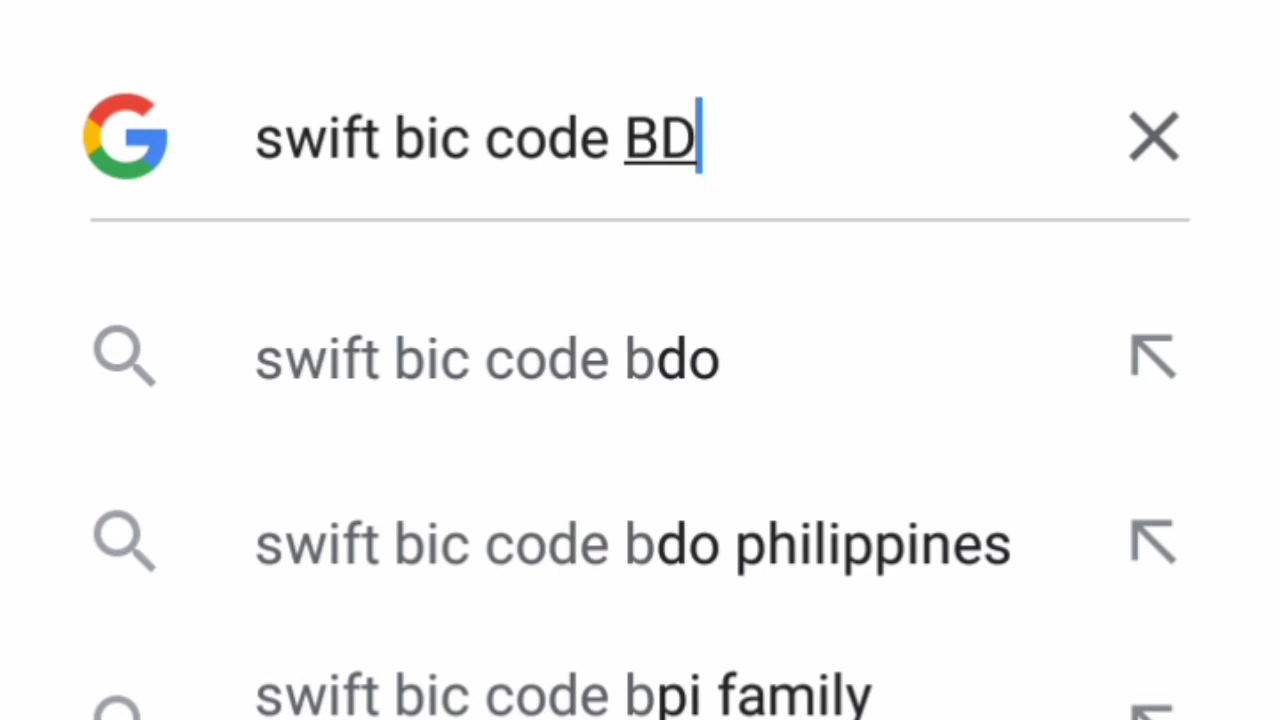 swift bic code BD
swift bic code bdo
swift bic code bdo philippines
swift bic code bpi family